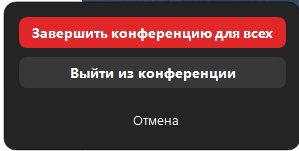 Завершить конференцию для всех
Выйти из конференции
Отмена